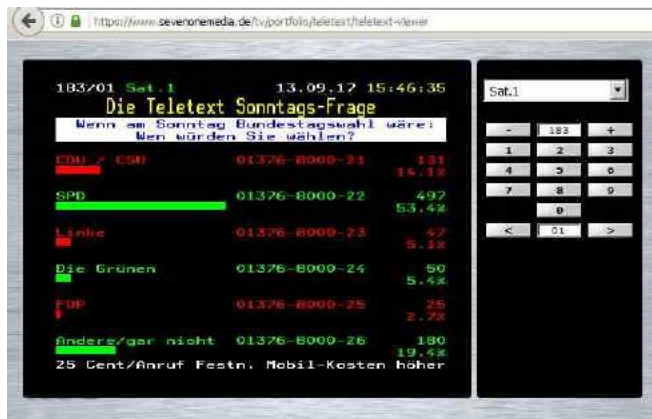 https://www.sevenonemedia.de/tv/portfolio/teletext/teletext-viewer
183/01 Sat.1 13.09.17 15:46:35
Die Teletext Sonntags-Frage
Wenn am Sonntag Bundestagswahl wäre:
Wen würden Sie wählen?
CDU / CSU 01376-8000-21 131
14.1%
SPD 01376-8000-22 497
53.4%
Linke 01376-8000-23 47
5.1%
Die Grünen 01376-8000-24 50
5.4%
FDP 01376-8000-25 25
2.7%
Andere/gar nicht 01376-8000-26 180
19.4%
25 Cent/Anruf Festn. Mobil-Kosten höher
Sat.1
- 183 +
1 2 3
4 5 6
7 8 9
0
< 01 >